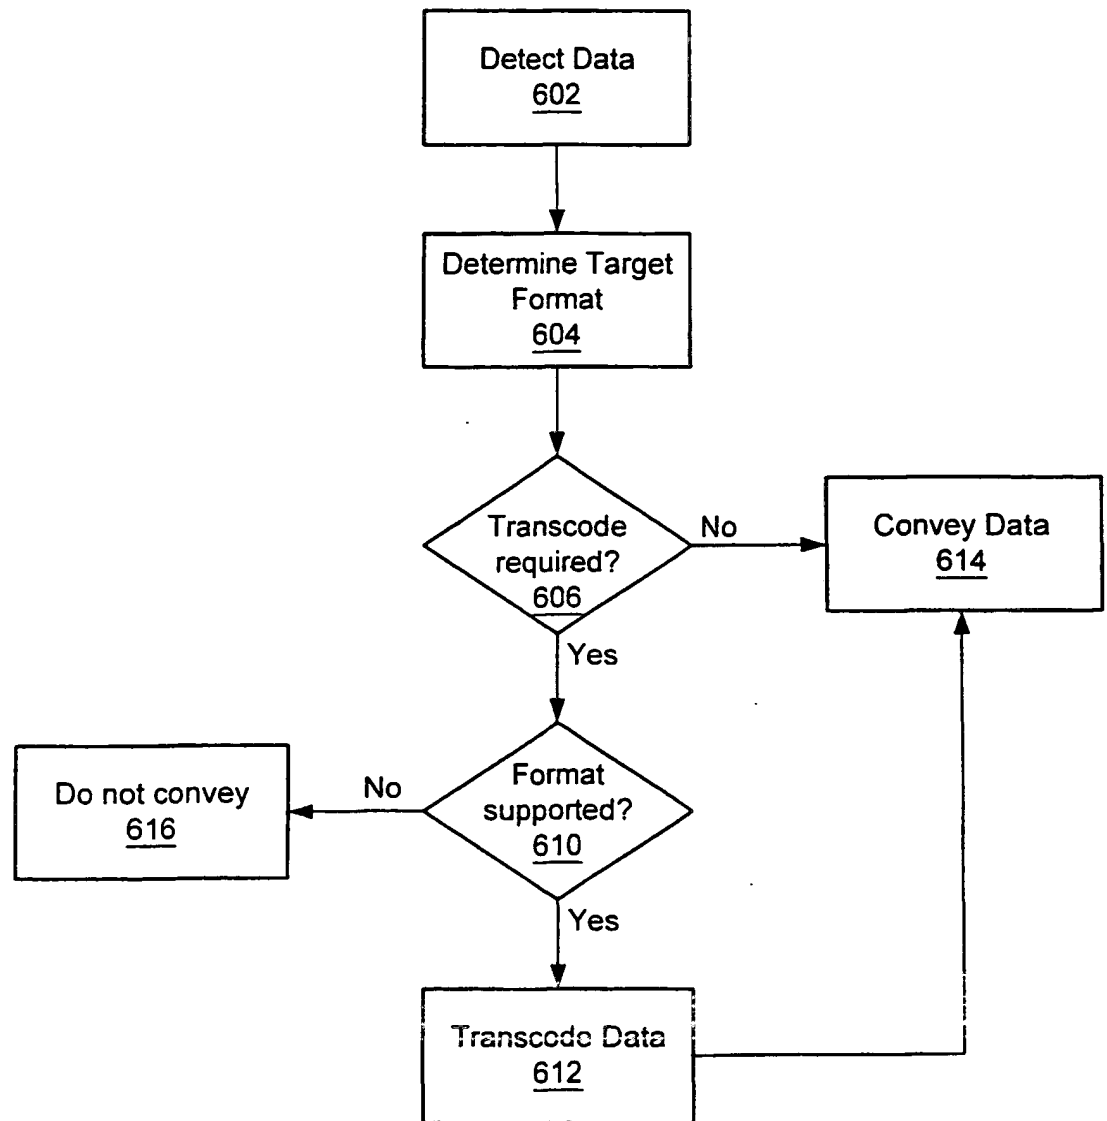 Detect Data
602
Determine Target
Format
604
Transcode
required?
606
No
Convey Data
614
Yes
Format
supported?
610
No
Do not convey
616
Yes
Transcode Data
612